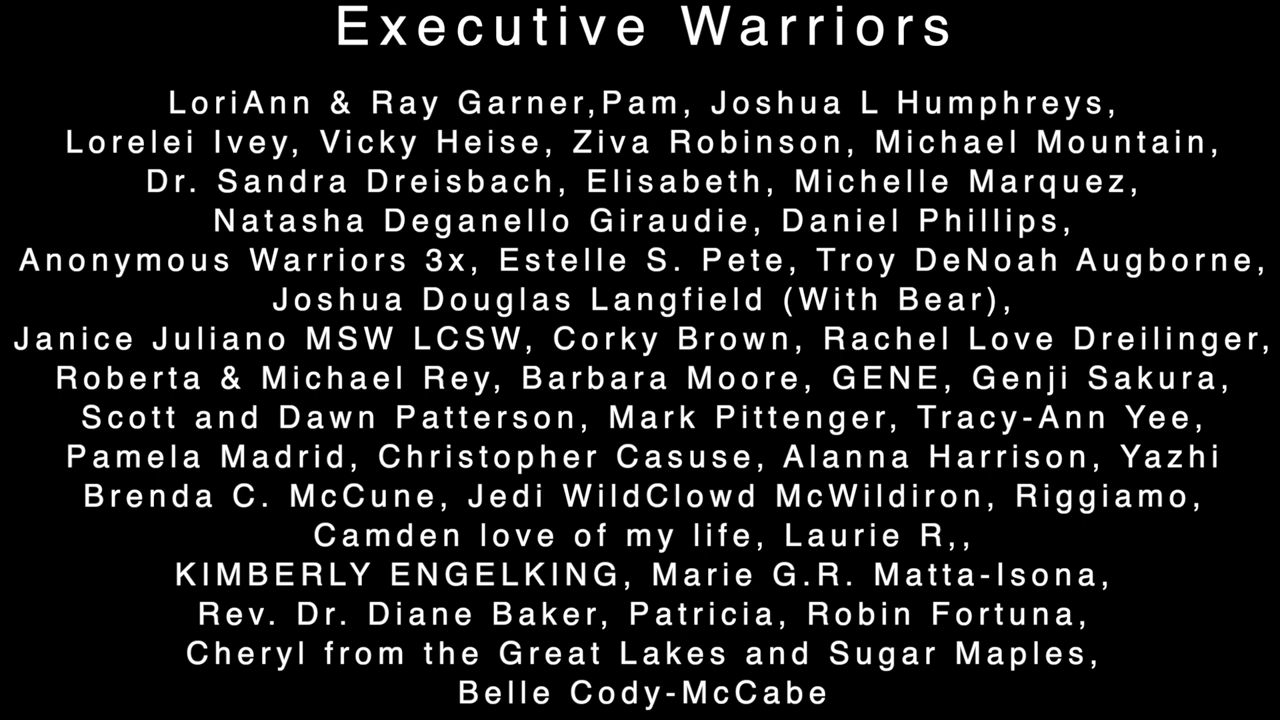 Executive Warriors
LoriAnn & Ray Garner,Pam, Joshua L Humphreys,
Lorelei Ivey, Vicky Heise, Ziva Robinson, Michael Mountain,
Dr. Sandra Dreisbach, Elisabeth, Michelle Marquez,
Natasha Deganello Giraudie, Daniel Phillips,
Anonymous Warriors 3x, Estelle S. Pete, Troy DeNoah Augborne,
Joshua Douglas Langfield (With Bear),
Janice Juliano MSW LCSW, Corky Brown, Rachel Love Dreilinger,
Roberta & Michael Rey, Barbara Moore, GENE, Genji Sakura,
Scott and Dawn Patterson, Mark Pittenger, Tracy-Ann Yee,
Pamela Madrid, Christopher Casuse, Alanna Harrison, Yazhi
Brenda C. McCune, Jedi WildClowd McWildiron, Riggiamo,
Camden love of my life, Laurie R,,
KIMBERLY ENGELKING, Marie G.R. Matta-Isona,
Rev. Dr. Diane Baker, Patricia, Robin Fortuna,
Cheryl from the Great Lakes and Sugar Maples,
Belle Cody-McCabe